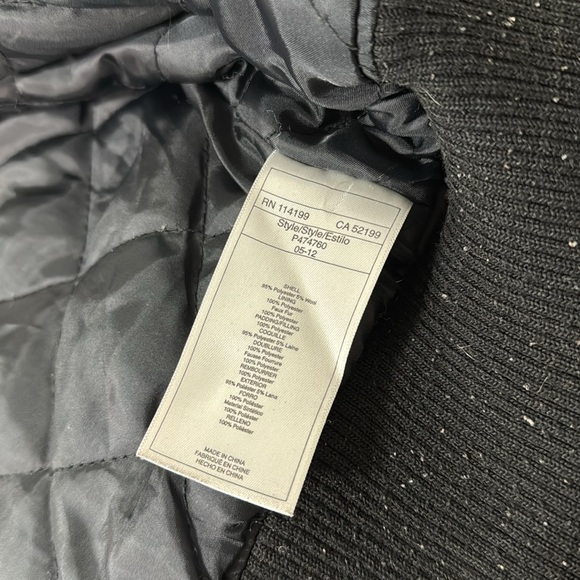 RN 114199 CA 52199
Style/Style/Estilo
P474760
05-12
SHELL
95% Polyester 5% Wool
LINING
100% Polyester
Faux Fur
100% Polyester
PADDING/FILLING
100% Polyester
COQUILLE
95% Polyester 5% Laine
DOUBLURE
100% Polyester
Fausse Fourrure
100% Polyester
REMBOURRER
100% Polyester
EXTERIOR
95% Poliéster 5% Lana
FORRO
100% Poliéster
Material Sintético
100% Poliéster
RELLENO
100% Poliéster
MADE IN CHINA
FABRIQUÉ EN CHINE
HECHO EN CHINA